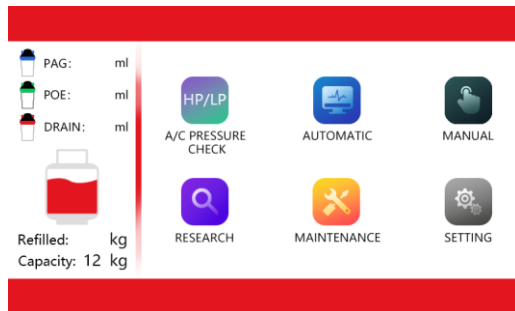 PAG: ml
POE: ml
DRAIN: ml
Refilled: kg
Capacity: 12 kg
HP/LP
A/C PRESSURE
CHECK
AUTOMATIC
MANUAL
RESEARCH
MAINTENANCE
SETTING